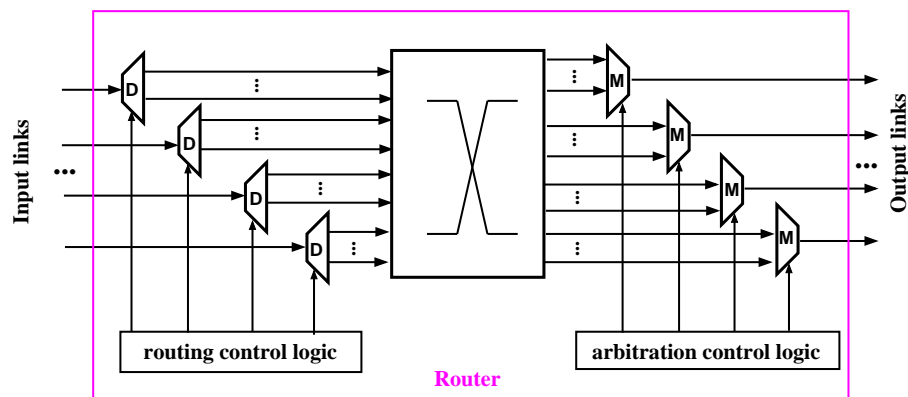 Input links
...
D
D
D
D
...
...
...
...
...
...
...
...
M
M
M
M
...
Output links
routing control logic
arbitration control logic
Router